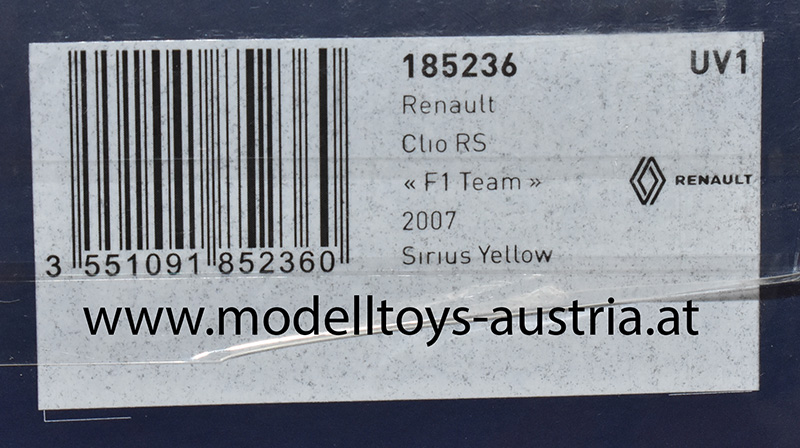 185236
UV1
Renault
Clio RS
« F1 Team »
RENAULT
2007
Sirius Yellow
3 551091 852360
www.modelltoys-austria.at